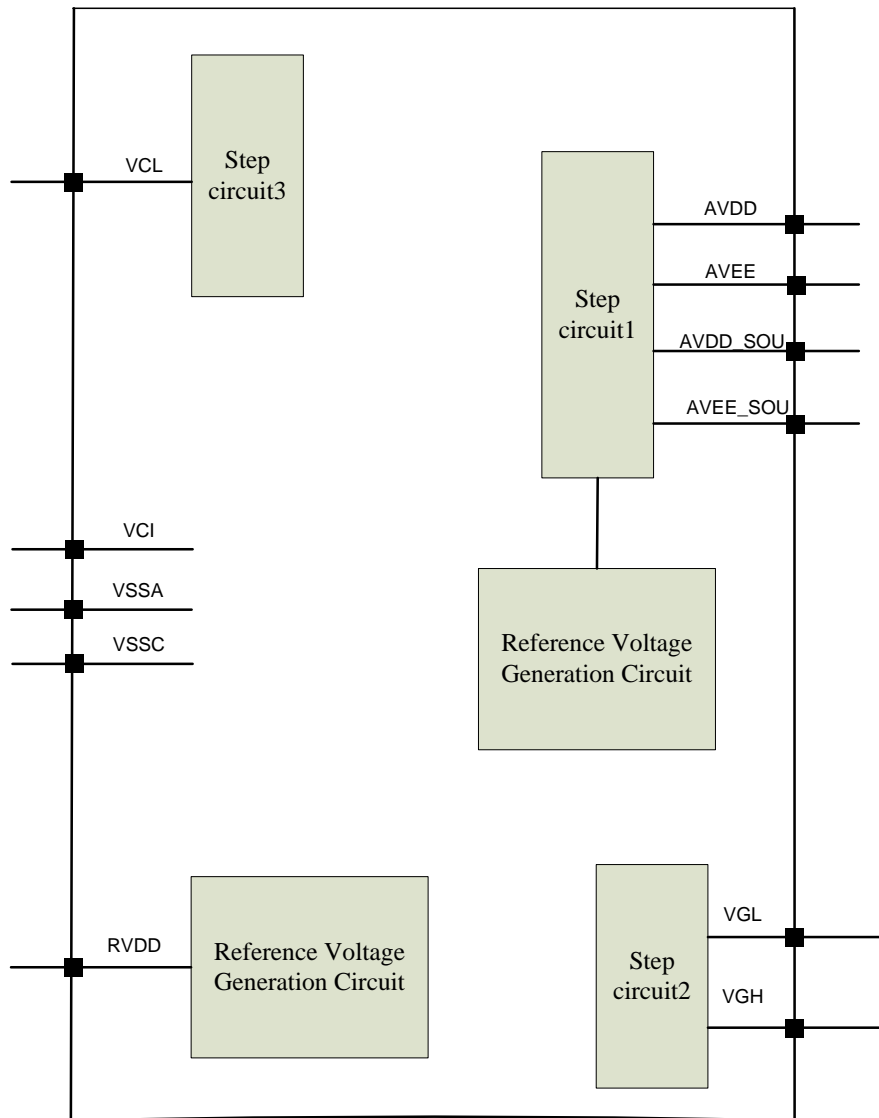 VCL
Step
circuit3
Step
circuit1
AVDD
AVEE
AVDD_SOU
AVEE_SOU
VCI
VSSA
VSSC
Reference Voltage
Generation Circuit
RVDD
Reference Voltage
Generation Circuit
Step
circuit2
VGL
VGH